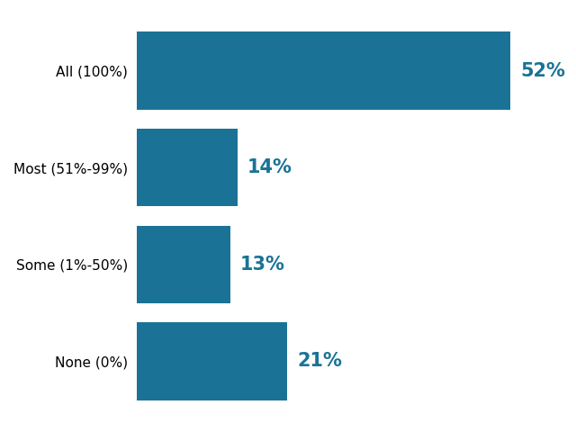 All (100%) 52%
Most (51%-99%) 14%
Some (1%-50%) 13%
None (0%) 21%